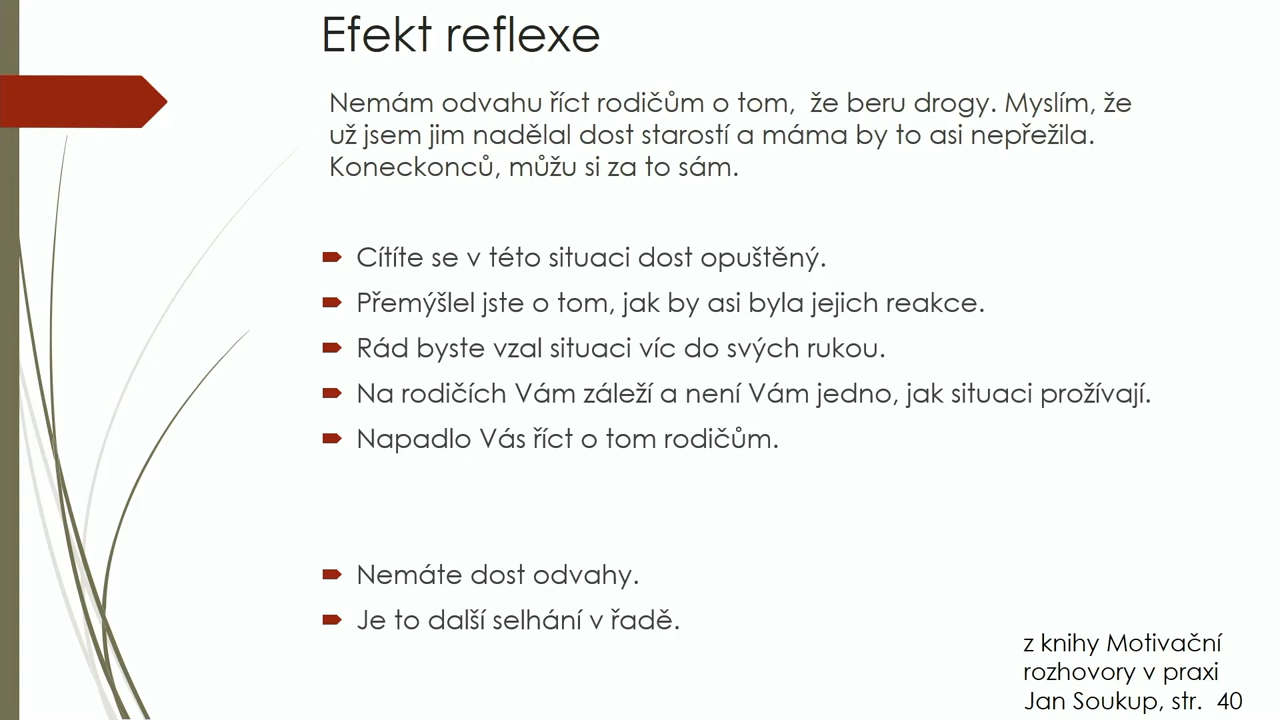 Efekt reflexe
Nemám odvahu říct rodičům o tom, že beru drogy. Myslím, že
už jsem jim nadělal dost starostí a máma by to asi nepřežila.
Koneckonců, můžu si za to sám.
Cítíte se v této situaci dost opuštěný.
Přemýšlel jste o tom, jak by asi byla jejich reakce.
Rád byste vzal situaci víc do svých rukou.
Na rodičích Vám záleží a není Vám jedno, jak situaci prožívají.
Napadlo Vás říct o tom rodičům.
Nemáte dost odvahy.
Je to další selhání v řadě.
z knihy Motivační
rozhovory v praxi
Jan Soukup, str. 40